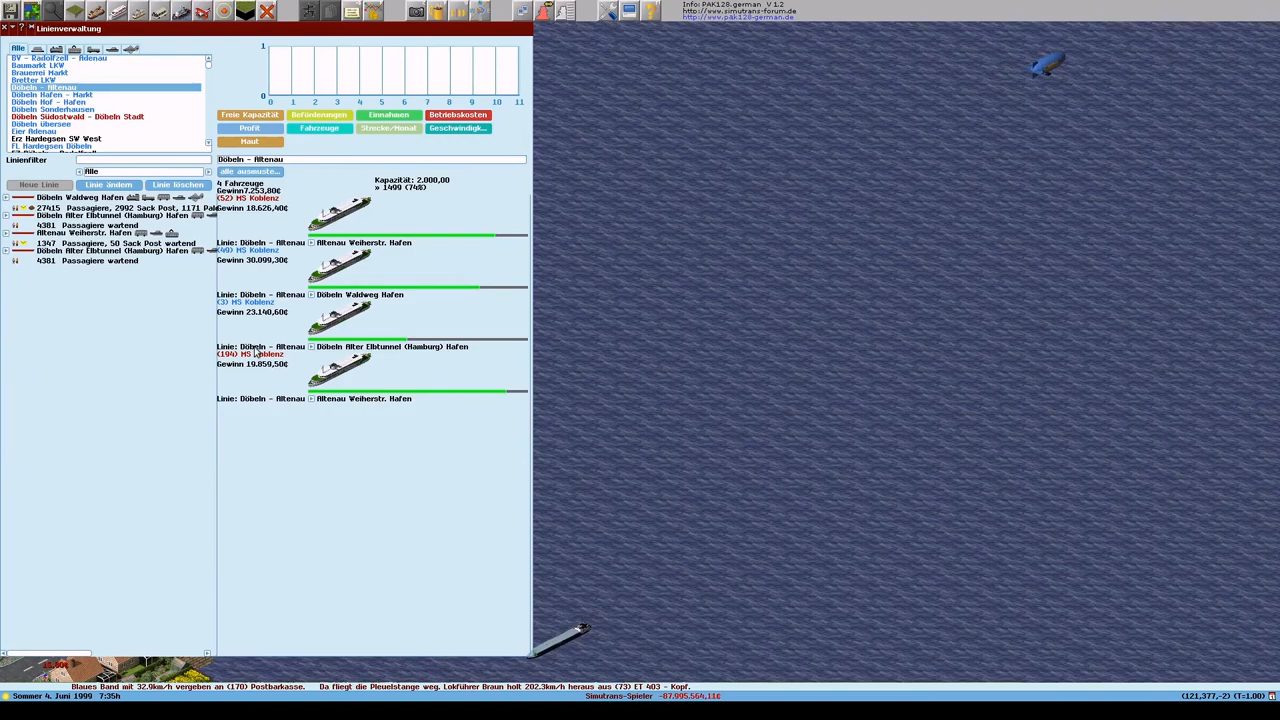 Info: PAK128.german V 1.2
http://www.simutrans-forum.de
http://www.pak128-german.de
Linienverwaltung
Alle
BV - Radolfzell - Adenau
Baumarkt LKW
Brauerei Markt
Bretter LKW
Döbeln - Altenau
Döbeln Hafen - Markt
Döbeln Hof - Hafen
Döbeln Sonderhausen
Döbeln Südostwald - Döbeln Stadt
Döbeln Übersee
Eier Adenau
Erz Hardegsen SW West
FL Hardegsen Döbeln
1
0
0 1 2 3 4 5 6 7 8 9 10 11
Freie Kapazität Beförderungen Einnahmen Betriebskosten
Profit Fahrzeuge Strecke/Monat Geschwindigk...
Maut
Linienfilter
Döbeln - Altenau
Alle
alle ausmuste...
Neue Linie Linie ändern Linie löschen
4 Fahrzeuge
Gewinn7.253,80¢
Kapazität: 2.000,00
» 1499 (74%)
Döbeln Waldweg Hafen
27415 Passagiere, 2992 Sack Post, 1171 Pal
Döbeln Alter Elbtunnel (Hamburg) Hafen
4381 Passagiere wartend
Altenau Weiherstr. Hafen
1347 Passagiere, 50 Sack Post wartend
Döbeln Alter Elbtunnel (Hamburg) Hafen
4381 Passagiere wartend
(52) MS Koblenz
Gewinn 18.626,40¢
Linie: Döbeln - Altenau Altenau Weiherstr. Hafen
(49) MS Koblenz
Gewinn 30.099,30¢
Linie: Döbeln - Altenau Döbeln Waldweg Hafen
(3) MS Koblenz
Gewinn 23.140,60¢
Linie: Döbeln - Altenau Döbeln Alter Elbtunnel (Hamburg) Hafen
(194) MS Koblenz
Gewinn 19.859,50¢
Linie: Döbeln - Altenau Altenau Weiherstr. Hafen
Blaues Band mit 32.9km/h vergeben an (170) Postbarkasse. Da fliegt die Pleuelstange weg. Lokführer Braun holt 202.3km/h heraus aus (73) ET 403 - Kopf.
Sommer 4. Juni 1999 7:35h Simutrans-Spieler -87.995.564,11¢ (121,377,-2) (T=1.00)